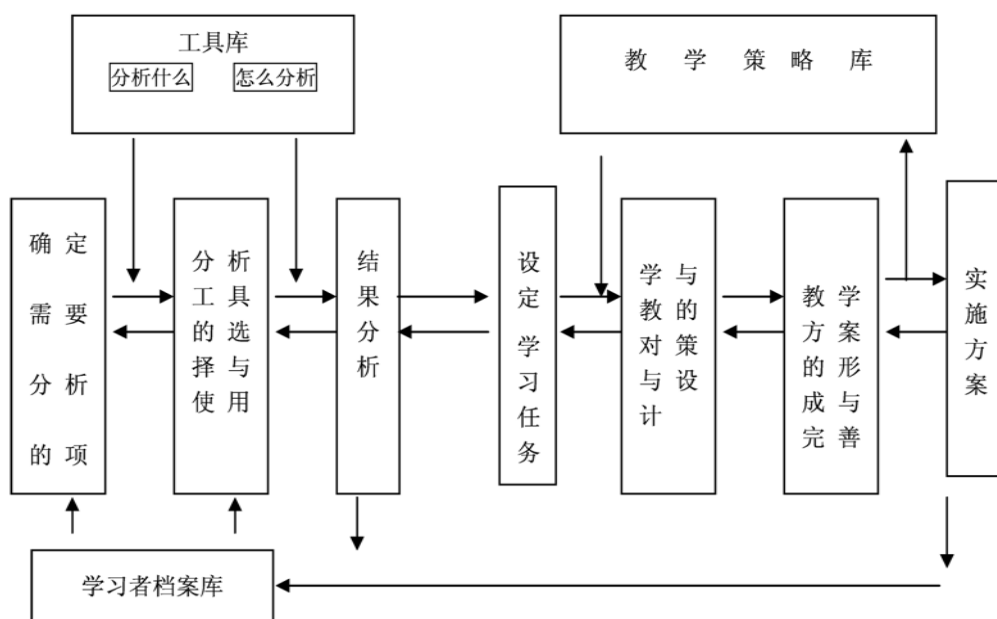 工具库
分析什么 怎么分析
教 学 策 略 库
确 定
需 要
分 析
的 项
分 析
工 具
的 选
择 与
使 用
结
果
分
析
设
定
学
习
任
务
学 与
教 的
对 策
与 设
计
教 学
方 案
的 形
成 与
完 善
实
施
方
案
学习者档案库